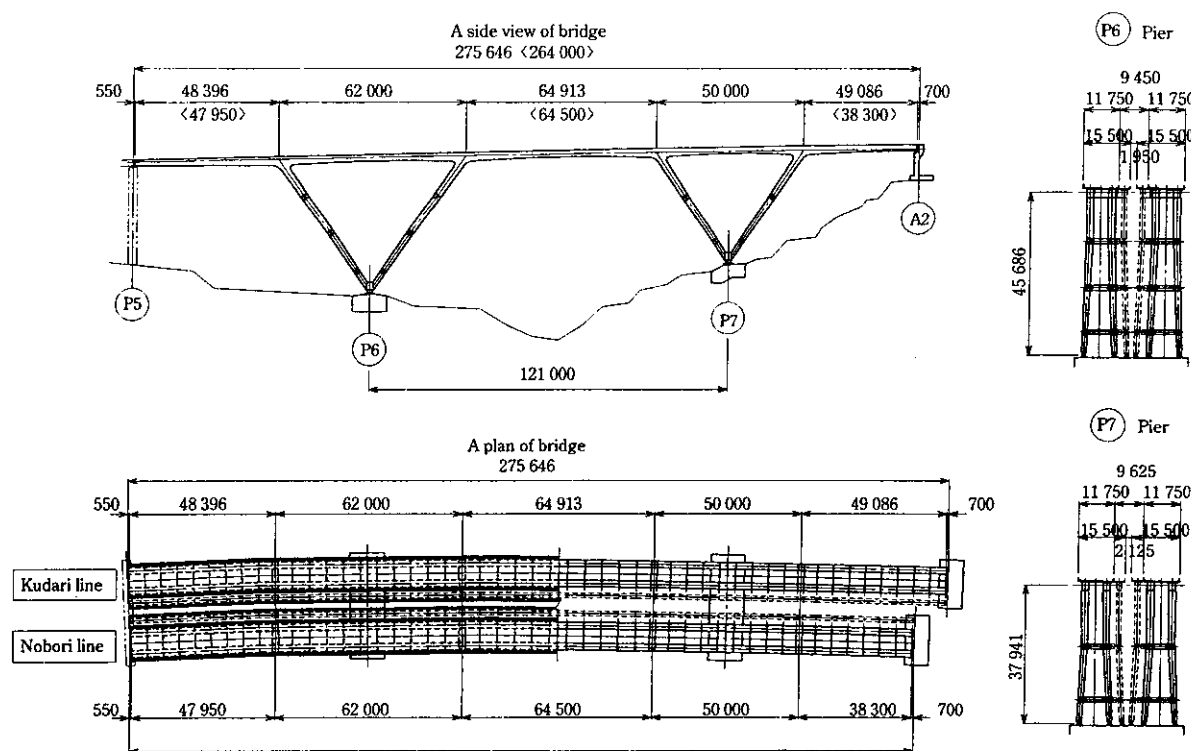 A side view of bridge
275 646 〈264 000〉
550 48 396 62 000 64 913 50 000 49 086 700
〈47 950〉 〈64 500〉 〈38 300〉
P5
P6
P7
A2
121 000
P6 Pier
9 450
11 750 11 750
15 500 15 500
1 950
45 686
A plan of bridge
275 646
550 48 396 62 000 64 913 50 000 49 086 700
Kudari line
Nobori line
550 47 950 62 000 64 500 50 000 38 300 700
P7 Pier
9 625
11 750 11 750
15 500 15 500
2 125
37 941